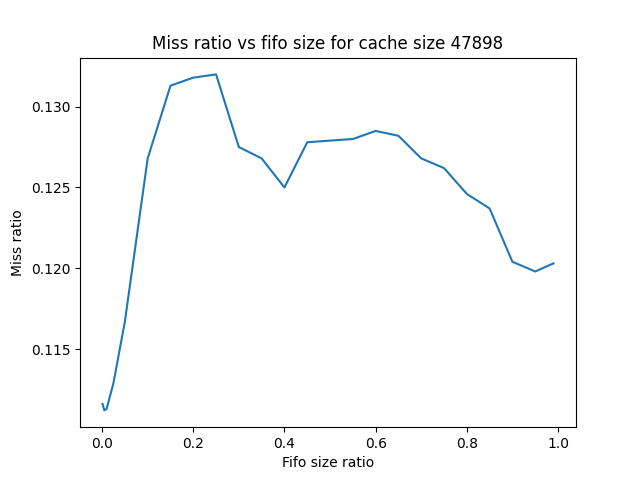 Miss ratio vs fifo size for cache size 47898
0.130
0.125
0.120
0.115
Miss ratio
0.0 0.2 0.4 0.6 0.8 1.0
Fifo size ratio